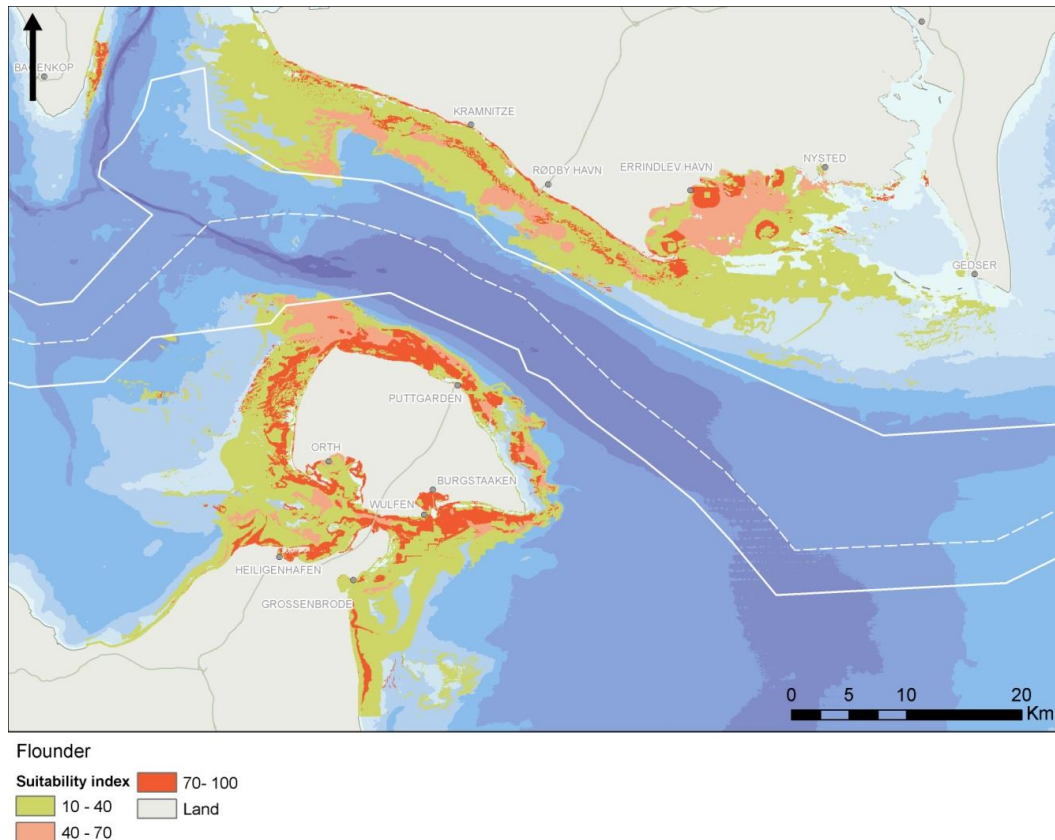 BAGENKOP
KRAMNITZE
RØDBY HAVN
ERRINDLEV HAVN
NYSTED
GEDSER
PUTTGARDEN
ORTH
BURGSTAAKEN
WULFEN
HEILIGENHAFEN
GROSSENBRODE
0 5 10 20
Km
Flounder
Suitability index
10 - 40
40 - 70
70- 100
Land